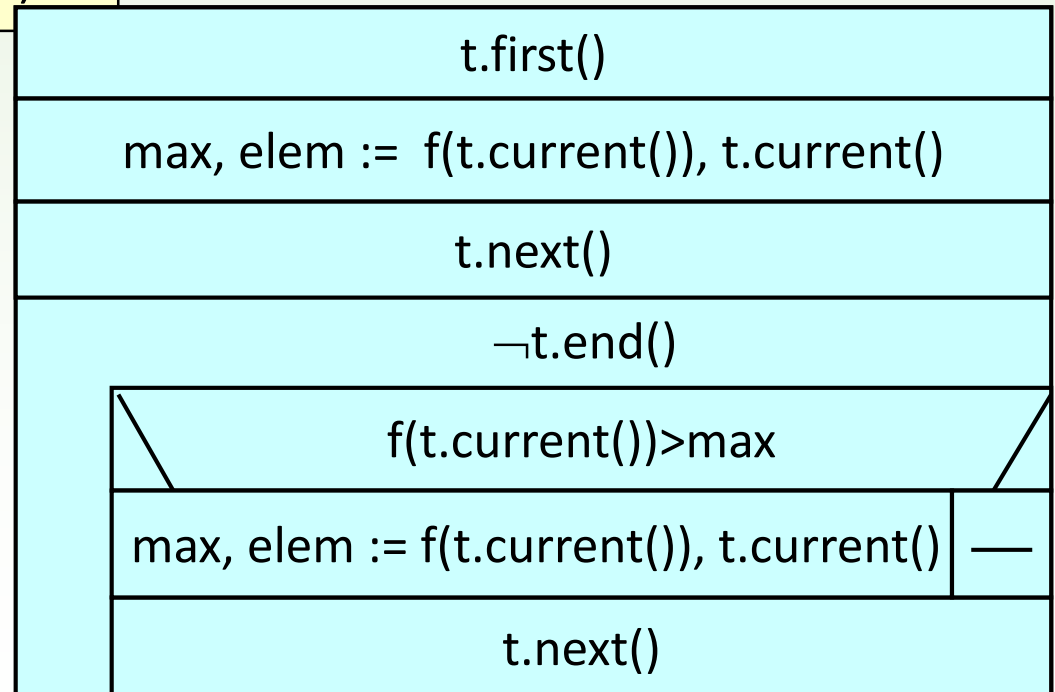 t.first()
max, elem := f(t.current()), t.current()
t.next()
¬t.end()
f(t.current())>max
max, elem := f(t.current()), t.current()
—
t.next()